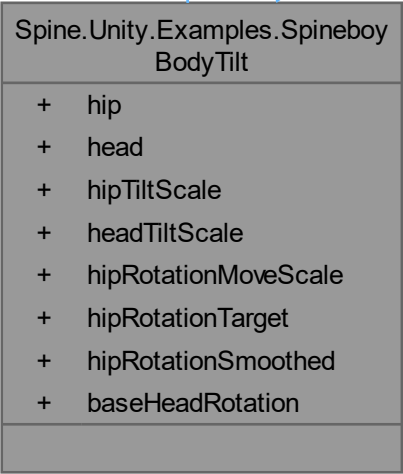 Spine.Unity.Examples.Spineboy
BodyTilt
+ hip
+ head
+ hipTiltScale
+ headTiltScale
+ hipRotationMoveScale
+ hipRotationTarget
+ hipRotationSmoothed
+ baseHeadRotation